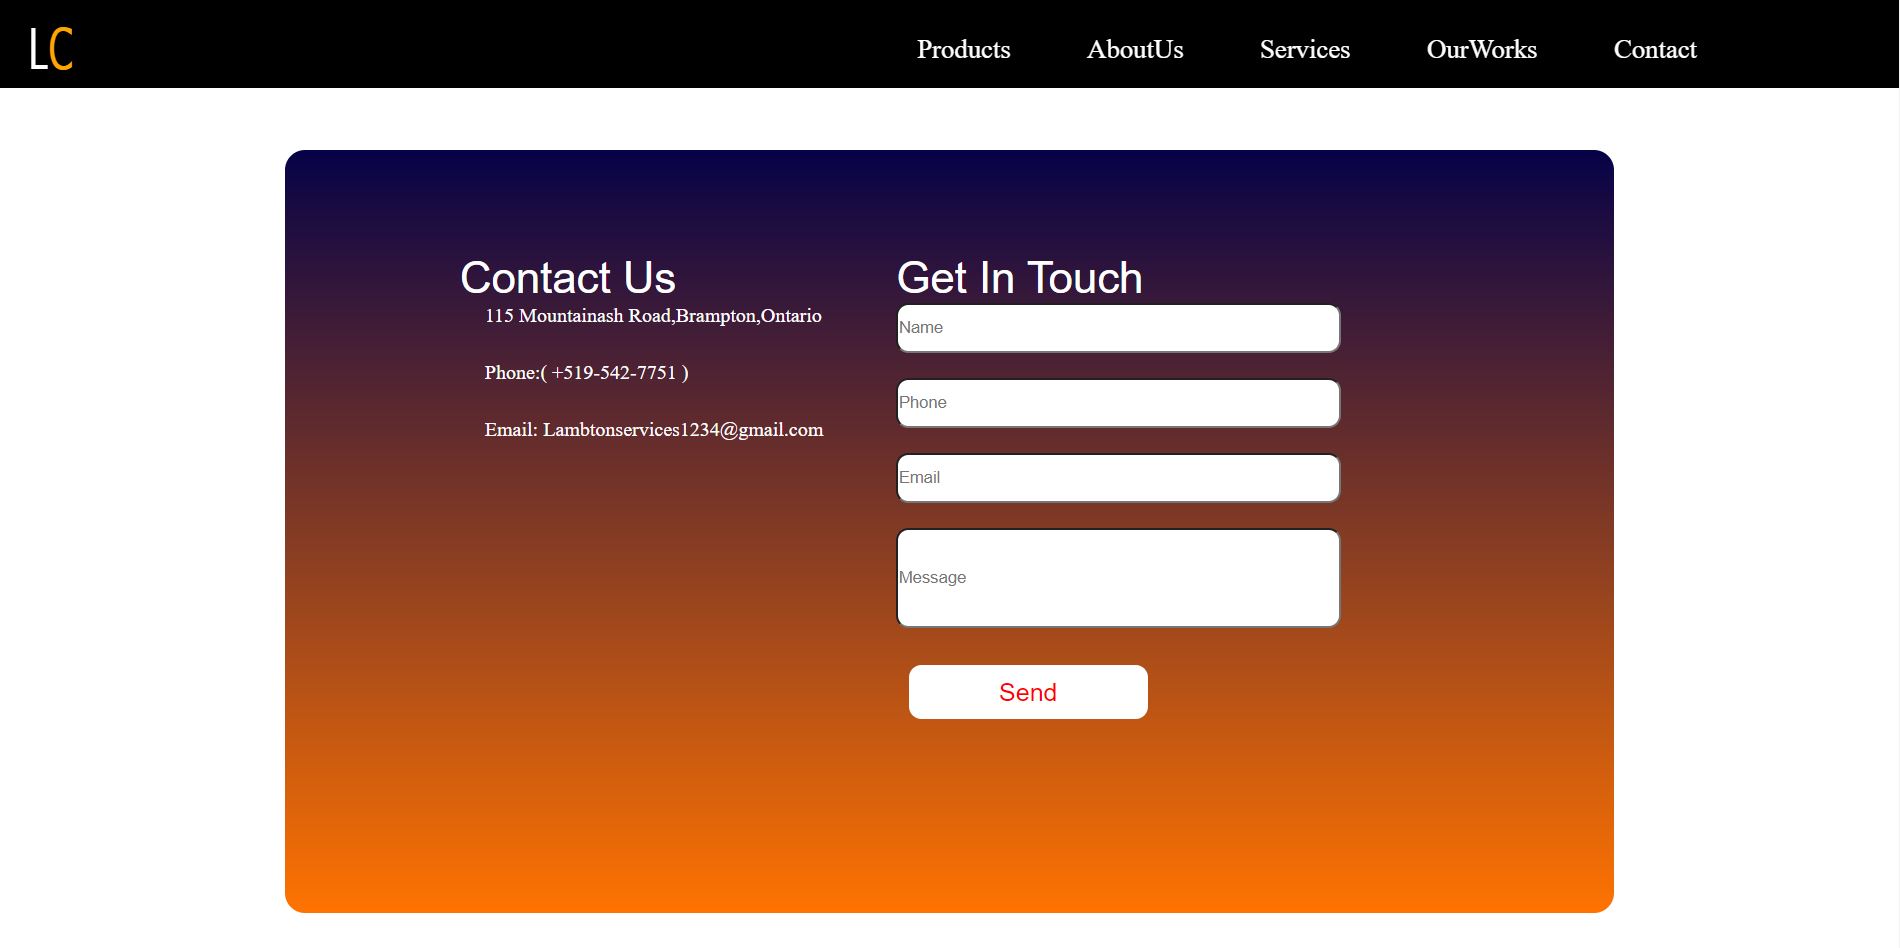 LC
Products AboutUs Services OurWorks Contact
Contact Us
115 Mountainash Road,Brampton,Ontario
Phone:( +519-542-7751 )
Email: Lambtonservices1234@gmail.com
Get In Touch
Name
Phone
Email
Message
Send